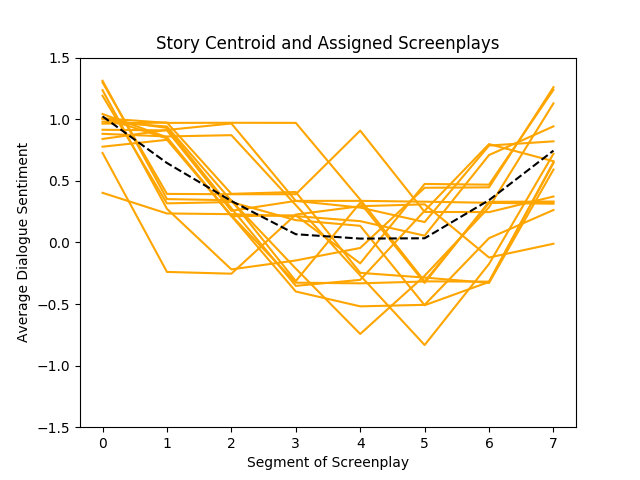 Story Centroid and Assigned Screenplays
Average Dialogue Sentiment
1.5
1.0
0.5
0.0
−0.5
−1.0
−1.5
0 1 2 3 4 5 6 7
Segment of Screenplay